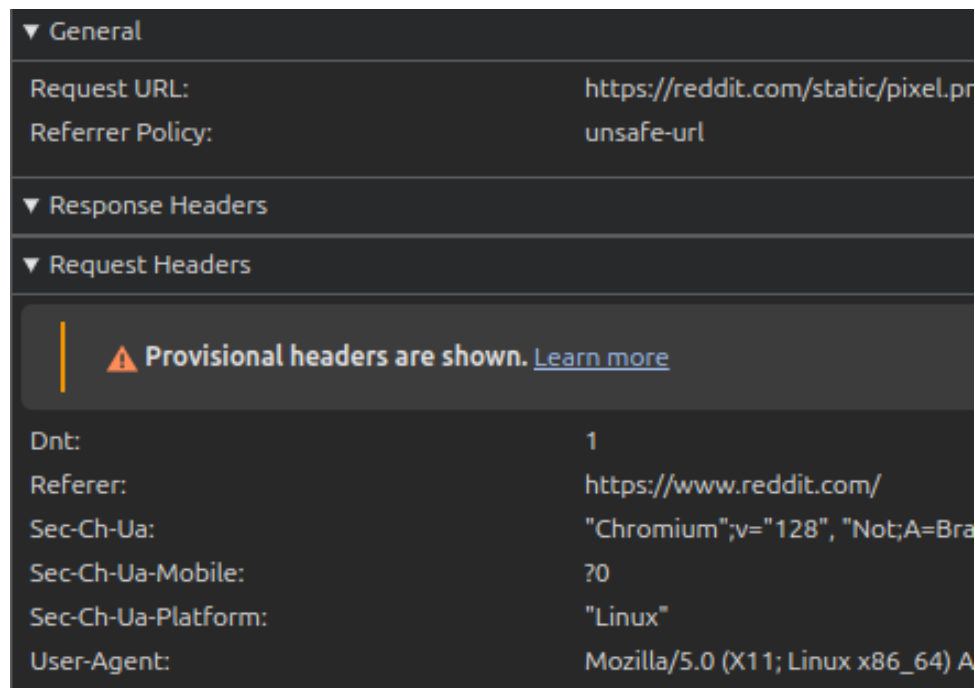 General
Request URL: https://reddit.com/static/pixel.pn
Referrer Policy: unsafe-url
Response Headers
Request Headers
Provisional headers are shown. Learn more
Dnt: 1
Referer: https://www.reddit.com/
Sec-Ch-Ua: "Chromium";v="128", "Not;A=Bra
Sec-Ch-Ua-Mobile: ?0
Sec-Ch-Ua-Platform: "Linux"
User-Agent: Mozilla/5.0 (X11; Linux x86_64) A